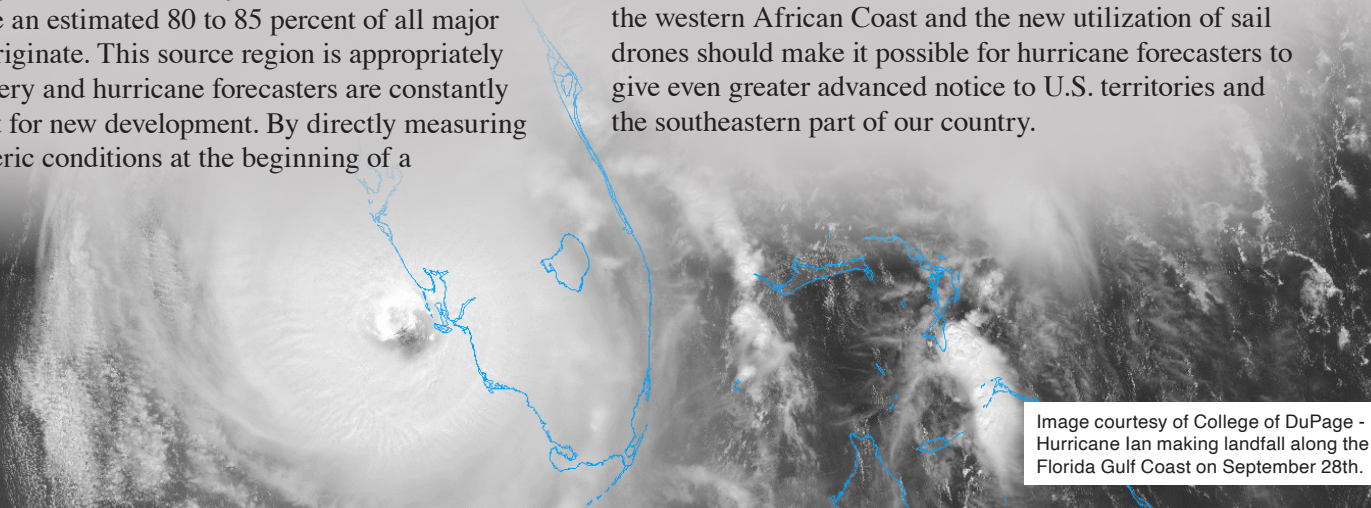 an estimated 80 to 85 percent of all major
originate. This source region is appropriately
and hurricane forecasters are constantly
for new development. By directly measuring
conditions at the beginning of a
the western African Coast and the new utilization of sail
drones should make it possible for hurricane forecasters to
give even greater advanced notice to U.S. territories and
the southeastern part of our country.
Image courtesy of College of DuPage -
Hurricane Ian making landfall along the
Florida Gulf Coast on September 28th.